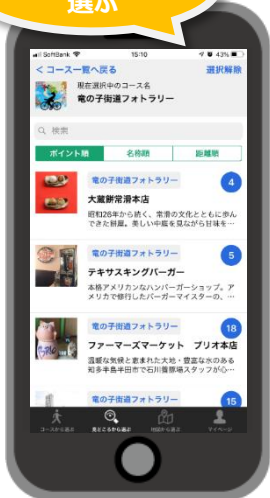 選ぶ
SoftBank 15:10 43%
< コース一覧へ戻る 選択解除
現在選択中のコース名
竜の子街道フォトラリー
検索
ポイント順 名称順 距離順
竜の子街道フォトラリー 4
大蔵餅常滑本店
昭和26年から続く、常滑の文化とともに歩ん
できた餅屋。美しい中庭を見ながら甘味を…
竜の子街道フォトラリー 5
テキサスキングバーガー
本格アメリカンなハンバーガーショップ。ア
メリカで修行したバーガーマイスターの、…
竜の子街道フォトラリー 18
ファーマーズマーケット ブリオ本店
温暖な気候と恵まれた大地・豊富な水のある
知多半島半田市で石川養豚場スタッフが心…
竜の子街道フォトラリー 15
コースから選ぶ 見どころから選ぶ 地図から選ぶ マイページ